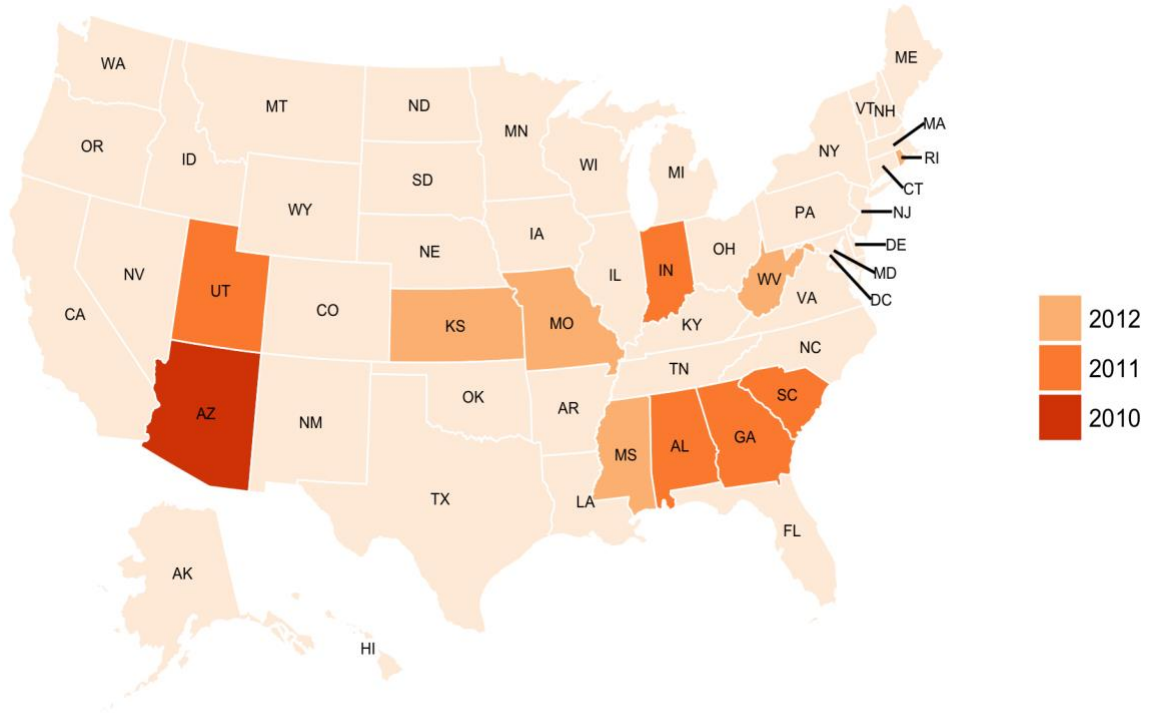 WA
ME
MT
ND
VT
NH
MN
MA
OR
NY
ID
WI
RI
SD
MI
CT
WY
PA
NJ
IA
OH
DE
NE
NV
IN
IL
WV
MD
UT
VA
DC
CO
CA
KS
MO
KY
2012
NC
TN
2011
OK
SC
AR
AZ
2010
NM
GA
AL
MS
TX
LA
FL
AK
HI